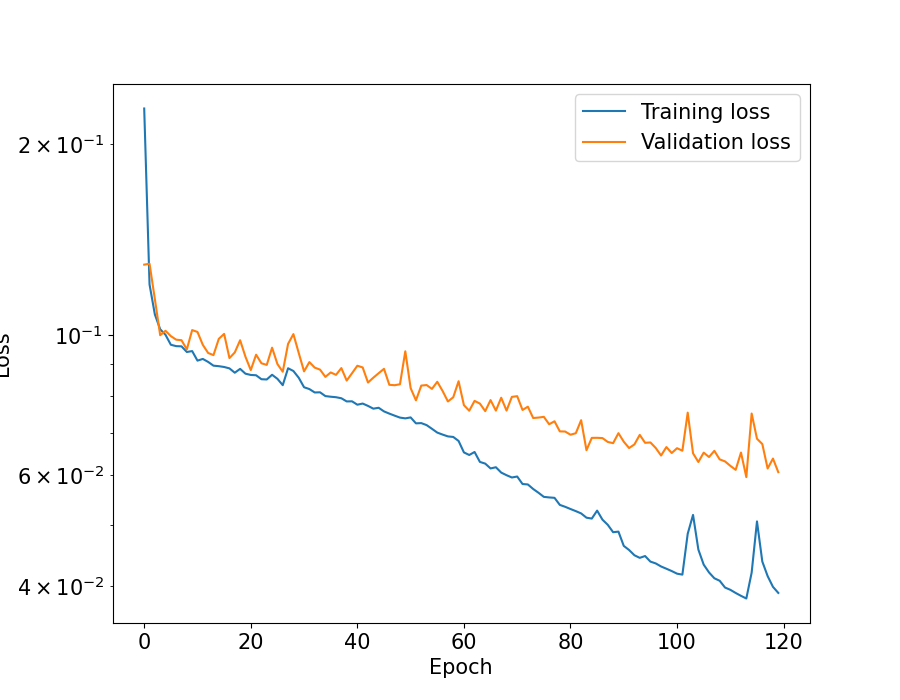 Training loss
Validation loss
2 × 10⁻¹
10⁻¹
6 × 10⁻²
4 × 10⁻²
Loss
0 20 40 60 80 100 120
Epoch